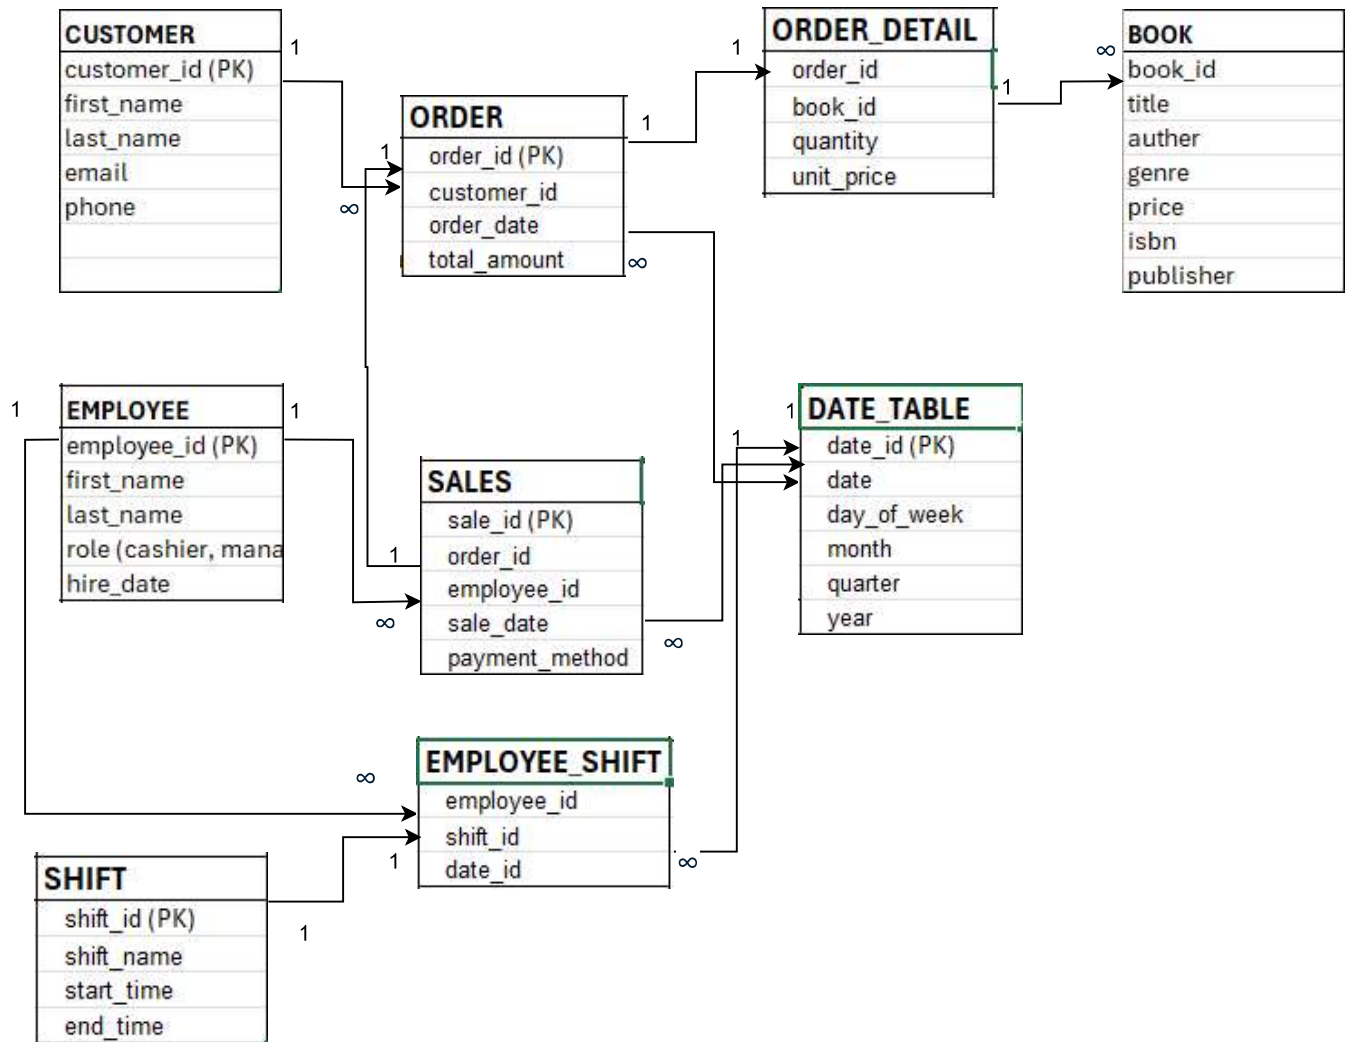 CUSTOMER
customer_id (PK)
first_name
last_name
email
phone
1
∞
ORDER
order_id (PK)
customer_id
order_date
total_amount
1
1
∞
ORDER_DETAIL
order_id
book_id
quantity
unit_price
1
1
∞
BOOK
book_id
title
auther
genre
price
isbn
publisher
1
EMPLOYEE
employee_id (PK)
first_name
last_name
role (cashier, mana
hire_date
1
∞
SALES
sale_id (PK)
order_id
employee_id
sale_date
payment_method
1
∞
1
1
DATE_TABLE
date_id (PK)
date
day_of_week
month
quarter
year
∞
EMPLOYEE_SHIFT
employee_id
shift_id
date_id
1
∞
SHIFT
shift_id (PK)
shift_name
start_time
end_time
1